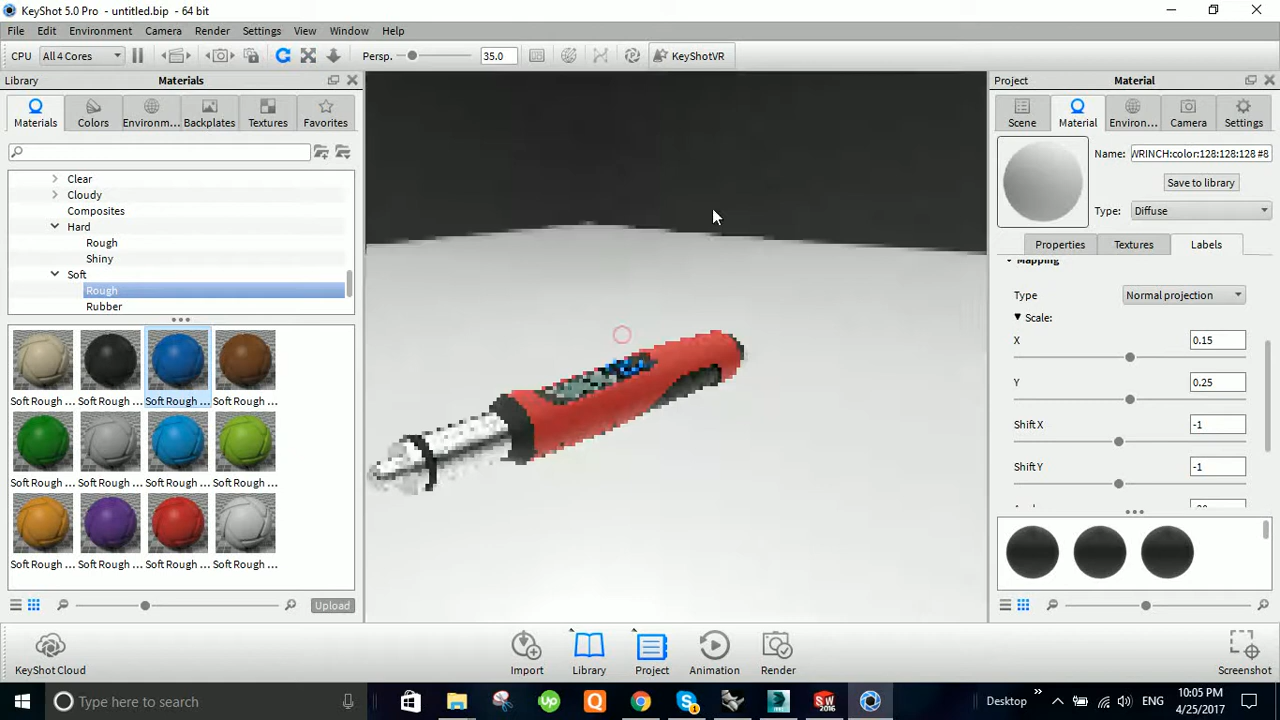 KeyShot 5.0 Pro - untitled.bip - 64 bit
File Edit Environment Camera Render Settings View Window Help
CPU All 4 Cores Persp. 35.0 KeyShotVR
Library Materials
Materials Colors Environm... Backplates Textures Favorites
Clear
Cloudy
Composites
Hard
Rough
Shiny
Soft
Rough
Rubber
Soft Rough ... Soft Rough ... Soft Rough ... Soft Rough ...
Soft Rough ... Soft Rough ... Soft Rough ... Soft Rough ...
Soft Rough ... Soft Rough ... Soft Rough ... Soft Rough ...
Upload
Project Material
Scene Material Environ... Camera Settings
Name: WRINCH:color:128:128:128 #8
Save to library
Type: Diffuse
Properties Textures Labels
Mapping
Type Normal projection
Scale:
X 0.15
Y 0.25
Shift X -1
Shift Y -1
KeyShot Cloud Import Library Project Animation Render Screenshot
Type here to search
Desktop » ENG 10:05 PM
4/25/2017